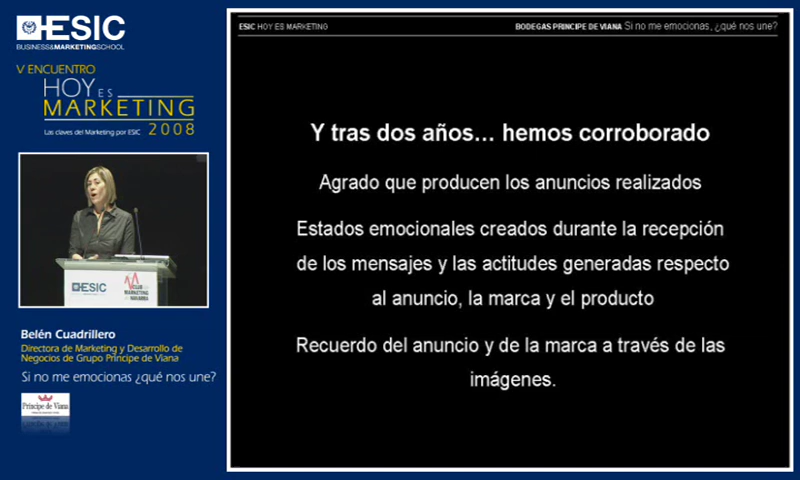 ESIC
BUSINESS&MARKETINGSCHOOL
V ENCUENTRO
HOY ES
MARKETING
Las claves del Marketing por ESIC 2008
ESIC
CLUB
MARKETING
NAVARRA
Belén Cuadrillero
Directora de Marketing y Desarrollo de
Negocios de Grupo Príncipe de Viana
Si no me emocionas ¿qué nos une?
Príncipe de Viana
ESIC HOY ES MARKETING
BODEGAS PRINCIPE DE VIANA Si no me emocionas, ¿qué nos une?
Y tras dos años... hemos corroborado
Agrado que producen los anuncios realizados
Estados emocionales creados durante la recepción
de los mensajes y las actitudes generadas respecto
al anuncio, la marca y el producto
Recuerdo del anuncio y de la marca a través de las
imágenes.